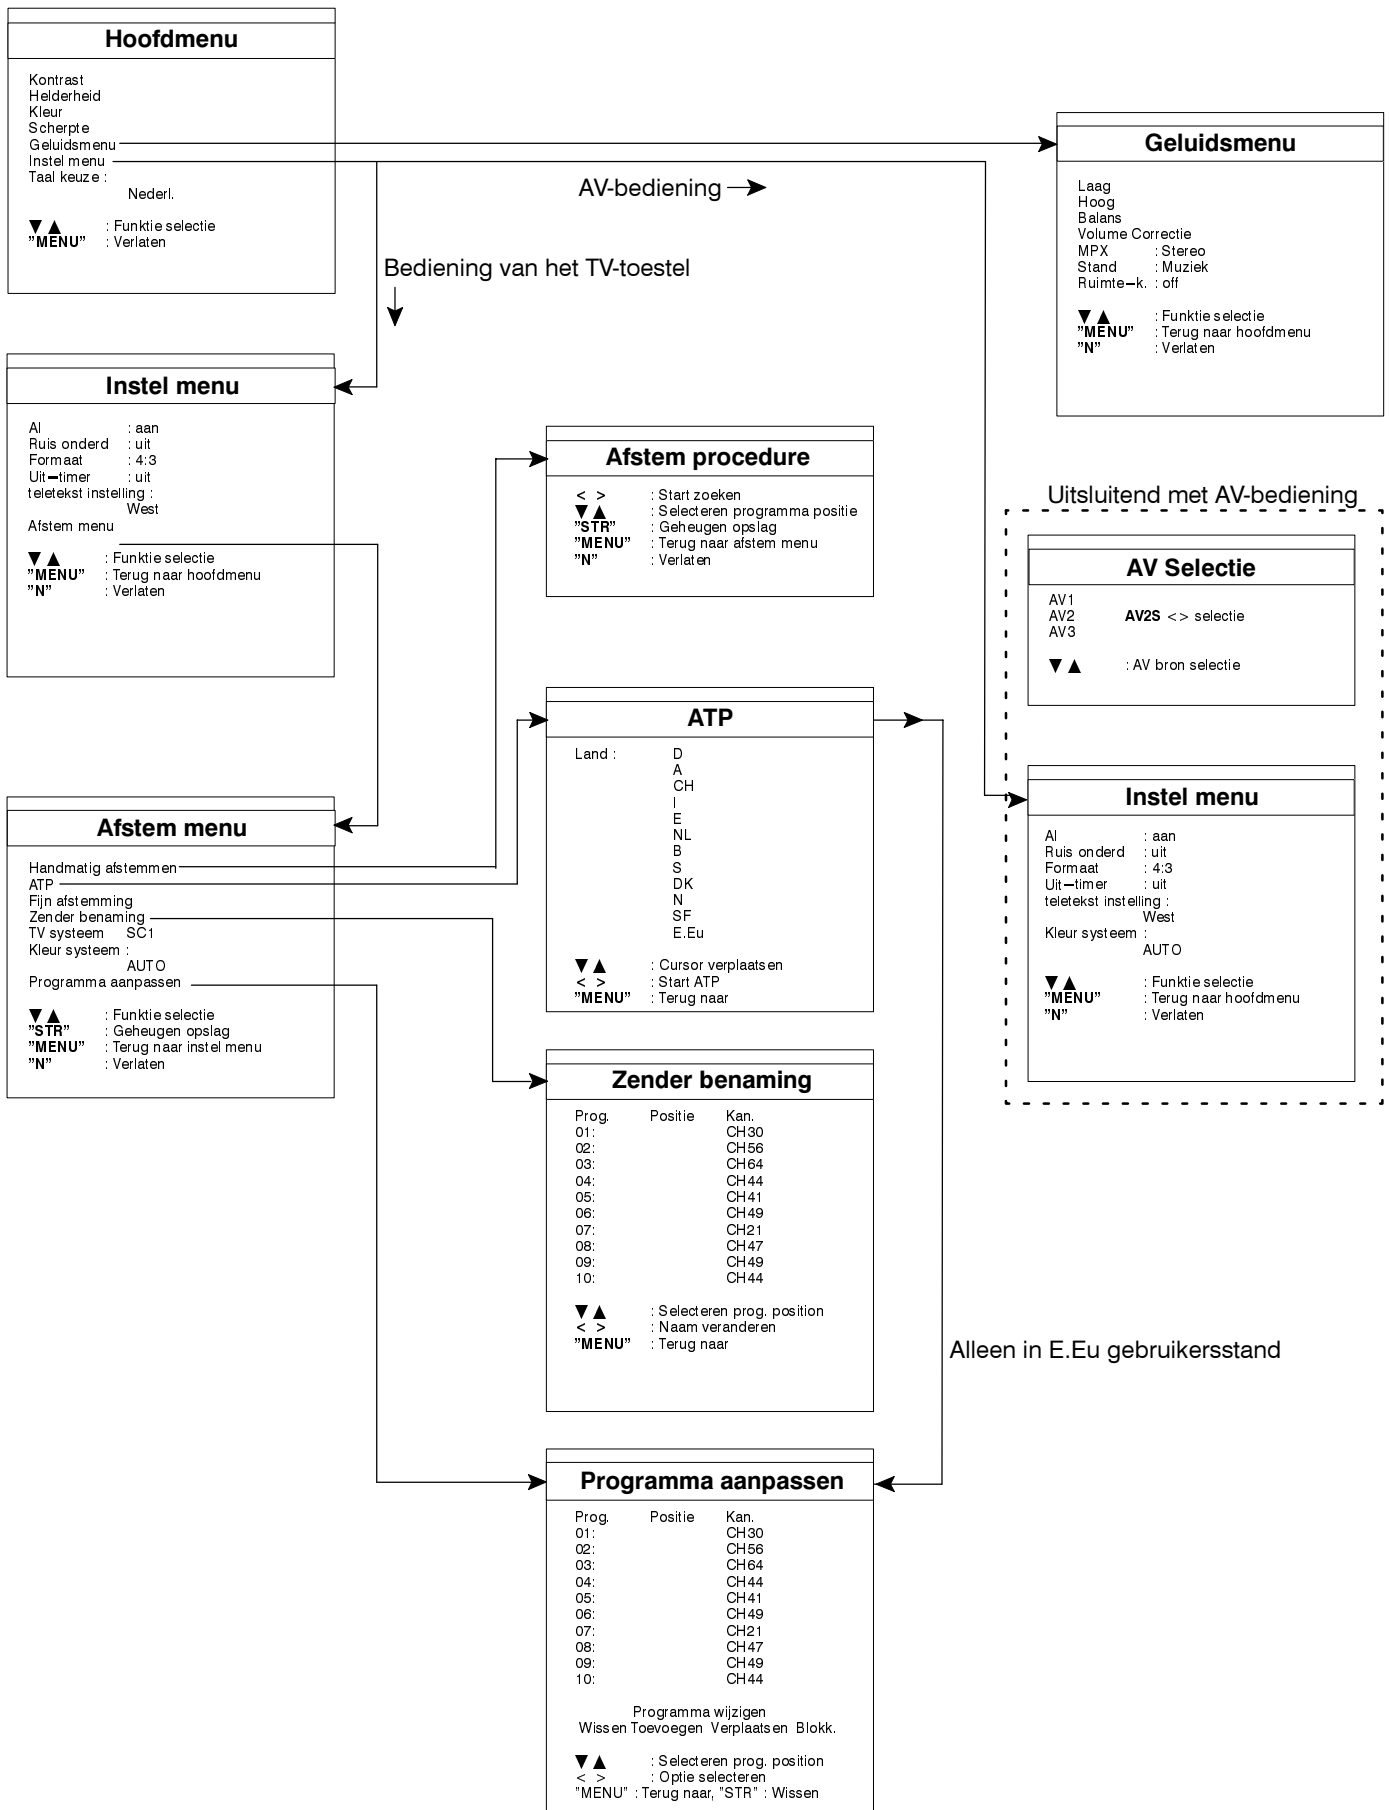 Hoofdmenu
Kontrast
Helderheid
Kleur
Scherpte
Geluidsmenu
Instel menu
Taal keuze :
Nederl.
▼ ▲ : Funktie selectie
"MENU" : Verlaten
AV-bediening
Bediening van het TV-toestel
Geluidsmenu
Laag
Hoog
Balans
Volume Correctie
MPX : Stereo
Stand : Muziek
Ruimte–k. : off
▼ ▲ : Funktie selectie
"MENU" : Terug naar hoofdmenu
"N" : Verlaten
Instel menu
AI : aan
Ruis onderd : uit
Formaat : 4:3
Uit–timer : uit
teletekst instelling :
West
Afstem menu
▼ ▲ : Funktie selectie
"MENU" : Terug naar hoofdmenu
"N" : Verlaten
Afstem procedure
< > : Start zoeken
▼ ▲ : Selecteren programma positie
"STR" : Geheugen opslag
"MENU" : Terug naar afstem menu
"N" : Verlaten
Uitsluitend met AV-bediening
AV Selectie
AV1
AV2 AV2S <> selectie
AV3
▼ ▲ : AV bron selectie
Instel menu
AI : aan
Ruis onderd : uit
Formaat : 4:3
Uit–timer : uit
teletekst instelling :
West
Kleur systeem :
AUTO
▼ ▲ : Funktie selectie
"MENU" : Terug naar hoofdmenu
"N" : Verlaten
ATP
Land : D
A
CH
I
E
NL
B
S
DK
N
SF
E.Eu
▼ ▲ : Cursor verplaatsen
< > : Start ATP
"MENU" : Terug naar
Afstem menu
Handmatig afstemmen
ATP
Fijn afstemming
Zender benaming
TV systeem SC1
Kleur systeem :
AUTO
Programma aanpassen
▼ ▲ : Funktie selectie
"STR" : Geheugen opslag
"MENU" : Terug naar instel menu
"N" : Verlaten
Zender benaming
Prog. Positie Kan.
01: CH30
02: CH56
03: CH64
04: CH44
05: CH41
06: CH49
07: CH21
08: CH47
09: CH49
10: CH44
▼ ▲ : Selecteren prog. position
< > : Naam veranderen
"MENU" : Terug naar
Alleen in E.Eu gebruikersstand
Programma aanpassen
Prog. Positie Kan.
01: CH30
02: CH56
03: CH64
04: CH44
05: CH41
06: CH49
07: CH21
08: CH47
09: CH49
10: CH44
Programma wijzigen
Wissen Toevoegen Verplaatsen Blokk.
▼ ▲ : Selecteren prog. position
< > : Optie selecteren
"MENU" : Terug naar, "STR" : Wissen